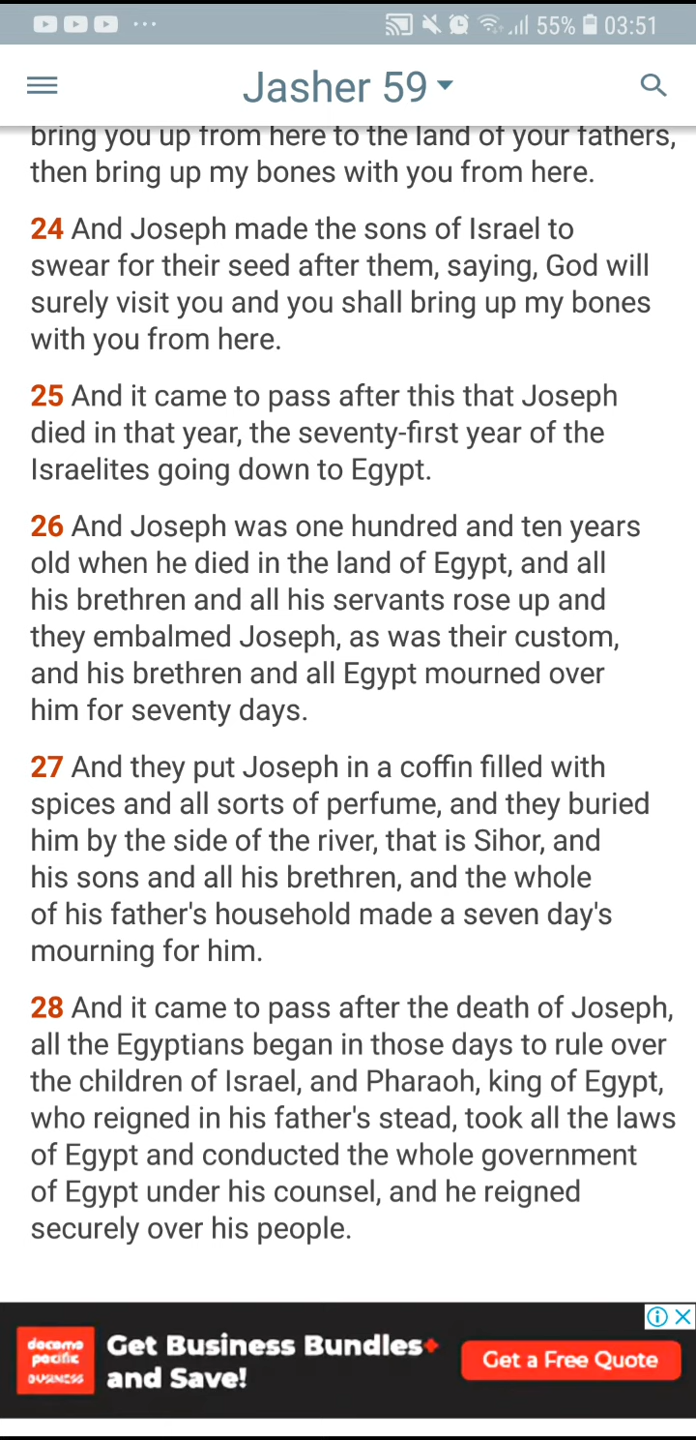 55% 03:51
Jasher 59
bring you up from here to the land of your fathers,
then bring up my bones with you from here.
24 And Joseph made the sons of Israel to
swear for their seed after them, saying, God will
surely visit you and you shall bring up my bones
with you from here.
25 And it came to pass after this that Joseph
died in that year, the seventy-first year of the
Israelites going down to Egypt.
26 And Joseph was one hundred and ten years
old when he died in the land of Egypt, and all
his brethren and all his servants rose up and
they embalmed Joseph, as was their custom,
and his brethren and all Egypt mourned over
him for seventy days.
27 And they put Joseph in a coffin filled with
spices and all sorts of perfume, and they buried
him by the side of the river, that is Sihor, and
his sons and all his brethren, and the whole
of his father's household made a seven day's
mourning for him.
28 And it came to pass after the death of Joseph,
all the Egyptians began in those days to rule over
the children of Israel, and Pharaoh, king of Egypt,
who reigned in his father's stead, took all the laws
of Egypt and conducted the whole government
of Egypt under his counsel, and he reigned
securely over his people.
docomo
pacific
BUSINESS
Get Business Bundles+
and Save!
Get a Free Quote